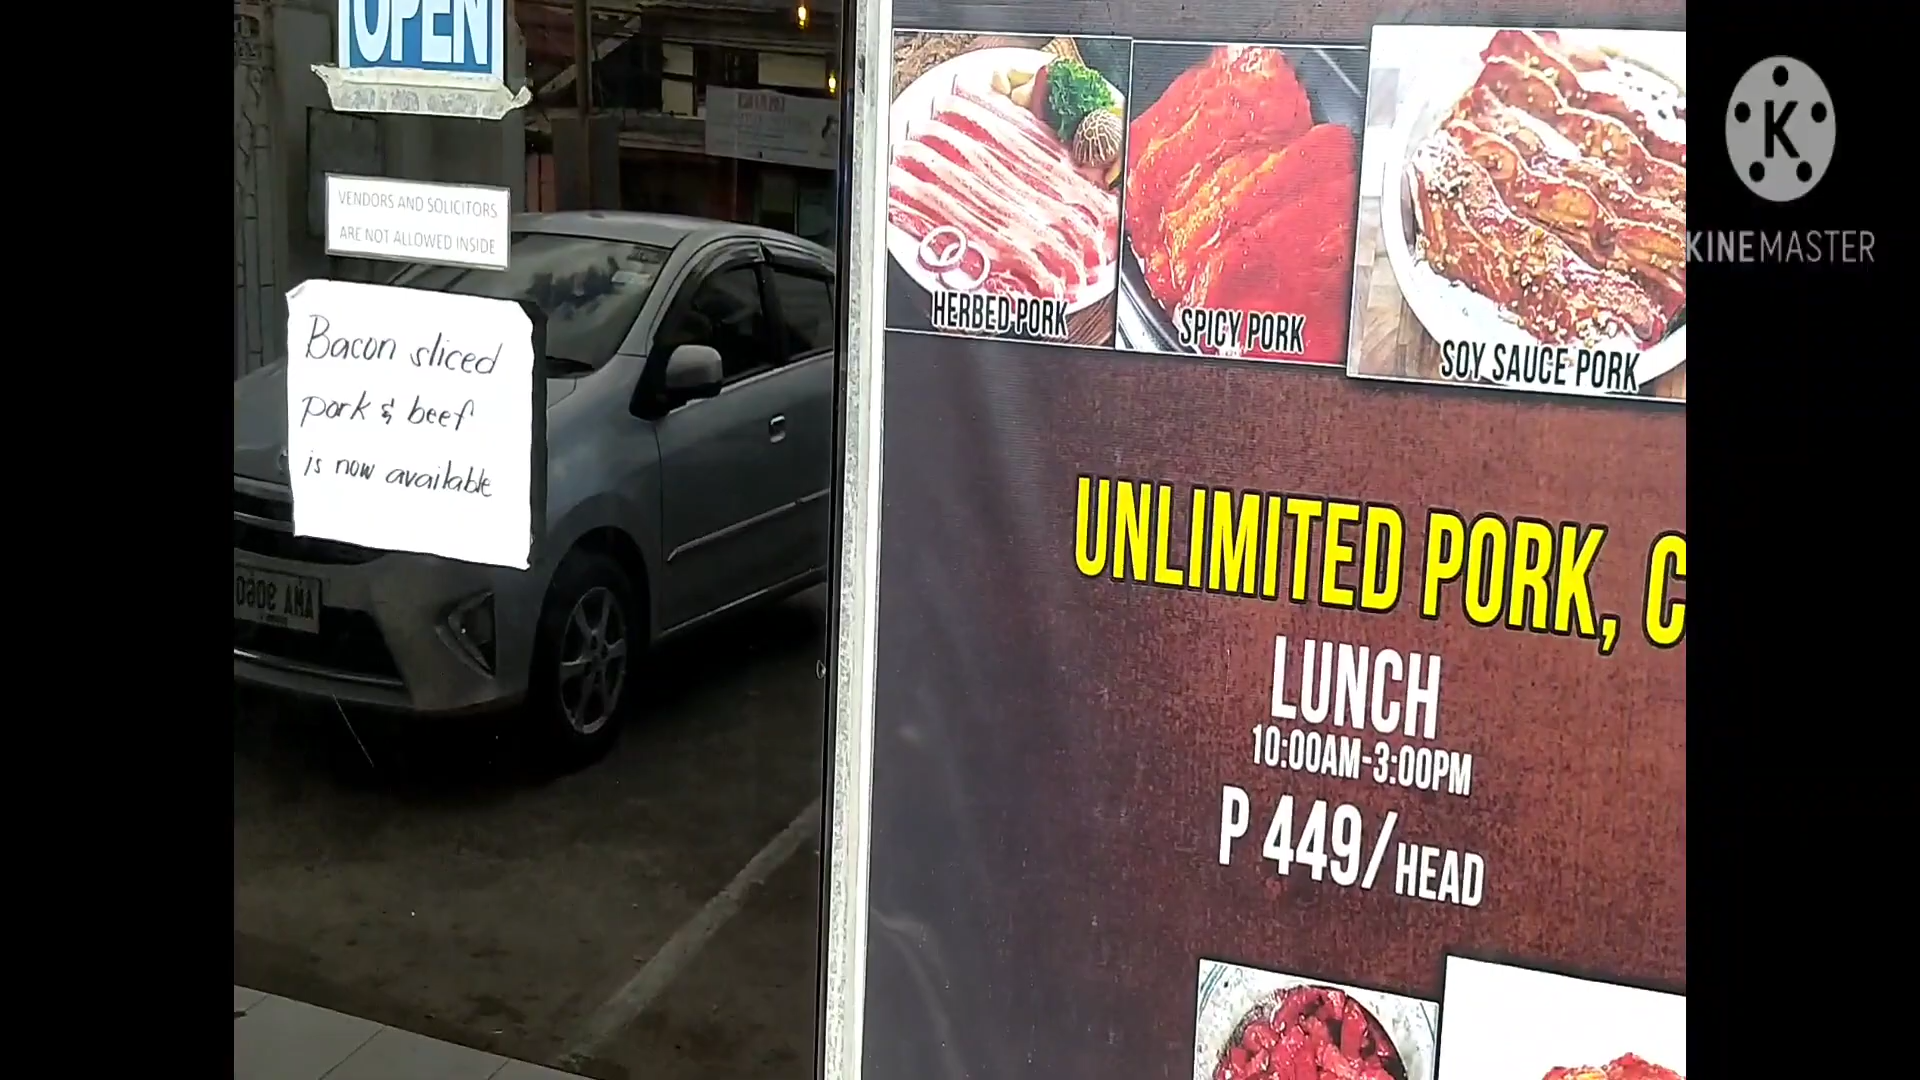 OPEN
VENDORS AND SOLICITORS
ARE NOT ALLOWED INSIDE
Bacon sliced
pork & beef
is now available
HERBED PORK
SPICY PORK
SOY SAUCE PORK
UNLIMITED PORK, C
LUNCH
10:00AM-3:00PM
P 449/HEAD
K
KINEMASTER